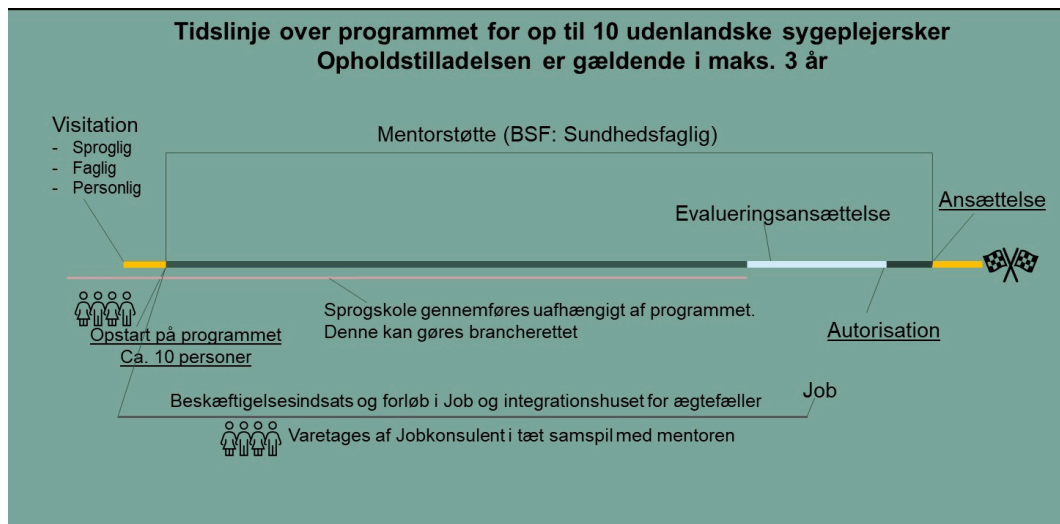 Tidslinje over programmet for op til 10 udenlandske sygeplejersker
Opholdstilladelsen er gældende i maks. 3 år
Visitation
- Sproglig
- Faglig
- Personlig
Mentorstøtte (BSF: Sundhedsfaglig)
Evalueringsansættelse
Ansættelse
Opstart på programmet
Ca. 10 personer
Sprogskole gennemføres uafhængigt af programmet.
Denne kan gøres brancherettet
Autorisation
Beskæftigelsesindsats og forløb i Job og integrationshuset for ægtefæller
Job
Varetages af Jobkonsulent i tæt samspil med mentoren